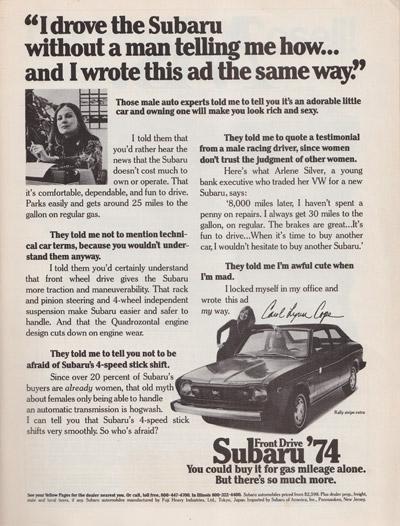 “I drove the Subaru
without a man telling me how...
and I wrote this ad the same way.”
Those male auto experts told me to tell you it's an adorable little
car and owning one will make you look rich and sexy.
I told them that
you'd rather hear the
news that the Subaru
doesn't cost much to
own or operate. That
it's comfortable, dependable, and fun to drive.
Parks easily and gets around 25 miles to the
gallon on regular gas.
They told me not to mention techni-
cal car terms, because you wouldn't under-
stand them anyway.
I told them you'd certainly understand
that front wheel drive gives the Subaru
more traction and maneuverability. That rack
and pinion steering and 4-wheel independent
suspension make Subaru easier and safer to
handle. And that the Quadrozontal engine
design cuts down on engine wear.
They told me to tell you not to be
afraid of Subaru's 4-speed stick shift.
Since over 20 percent of Subaru's
buyers are already women, that old myth
about females only being able to handle
an automatic transmission is hogwash.
I can tell you that Subaru's 4-speed stick
shifts very smoothly. So who's afraid?
They told me to quote a testimonial
from a male racing driver, since women
don't trust the judgment of other women.
Here's what Arlene Silver, a young
bank executive who traded her VW for a new
Subaru, says:
‘8,000 miles later, I haven't spent a
penny on repairs. I always get 30 miles to the
gallon, on regular. The brakes are great...It's
fun to drive...When it's time to buy another
car, I wouldn't hesitate to buy another Subaru.’
They told me I'm awful cute when
I'm mad.
I locked myself in my office and
wrote this ad
my way.
Carol Lynn Cope
Rally stripe extra
Front Drive
Subaru '74
You could buy it for gas mileage alone.
But there's so much more.
See your Yellow Pages for the dealer nearest you. Or call, toll free, 800-447-4700. In Illinois 800-322-4400. Subaru automobiles priced from $2,598. Plus dealer prep., freight,
state and local taxes, if any. Subaru automobiles manufactured by Fuji Heavy Industries, Ltd., Tokyo, Japan. Imported by Subaru of America, Inc., Pennsauken, New Jersey.